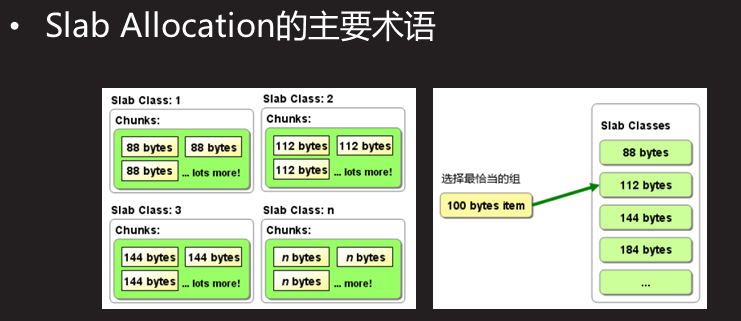 • Slab Allocation的主要术语
Slab Class: 1
Chunks:
88 bytes 88 bytes
88 bytes ... lots more!
Slab Class: 2
Chunks:
112 bytes 112 bytes
112 bytes ... lots more!
Slab Class: 3
Chunks:
144 bytes 144 bytes
144 bytes ... lots more!
Slab Class: n
Chunks:
n bytes n bytes
n bytes ... more!
选择最恰当的组
100 bytes item
Slab Classes
88 bytes
112 bytes
144 bytes
184 bytes
...